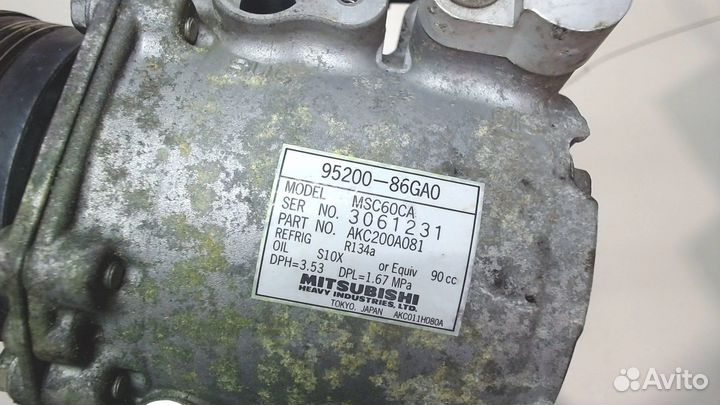 95200-86GA0
MODEL MSC60CA
SER NO. 3061231
PART NO. AKC200A081
REFRIG R134a
OIL S10X or Equiv 90 cc
DPH=3.53 DPL=1.67 MPa
MITSUBISHI
HEAVY INDUSTRIES, LTD.
TOKYO, JAPAN AKC011H080A
Avito